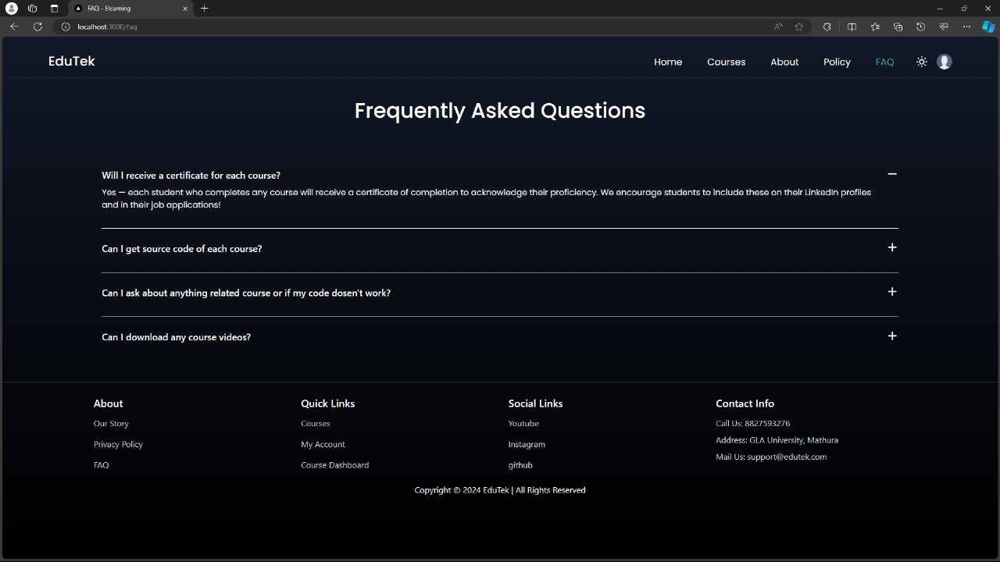 FAQ - Elearning
localhost:3000/faq
EduTek
Home Courses About Policy FAQ
Frequently Asked Questions
Will I receive a certificate for each course?
Yes — each student who completes any course will receive a certificate of completion to acknowledge their proficiency. We encourage students to include these on their LinkedIn profiles
and in their job applications!
Can I get source code of each course?
Can I ask about anything related course or if my code dosen't work?
Can I download any course videos?
About
Our Story
Privacy Policy
FAQ
Quick Links
Courses
My Account
Course Dashboard
Social Links
Youtube
Instagram
github
Contact Info
Call Us: 8827593276
Address: GLA University, Mathura
Mail Us: support@edutek.com
Copyright © 2024 EduTek | All Rights Reserved